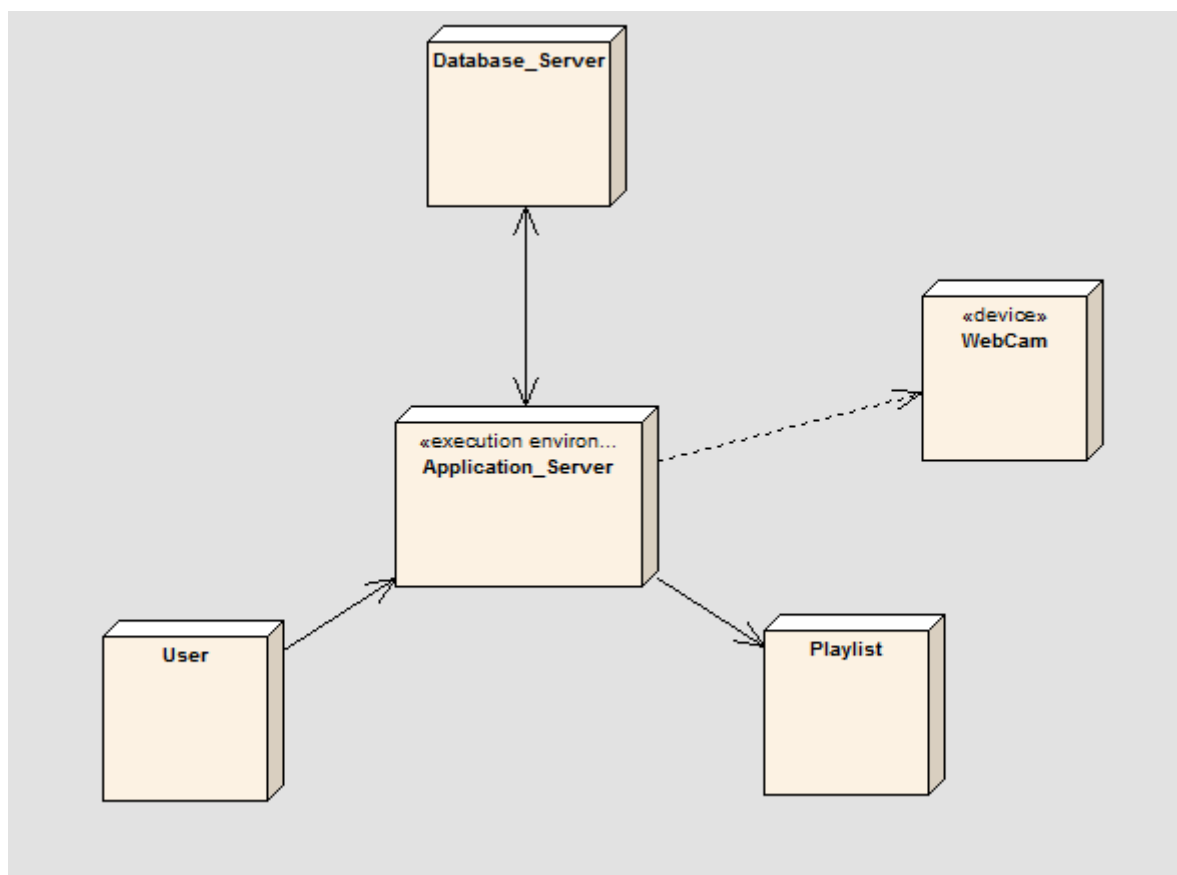 Database_Server
«device»
WebCam
«execution environ...
Application_Server
User
Playlist